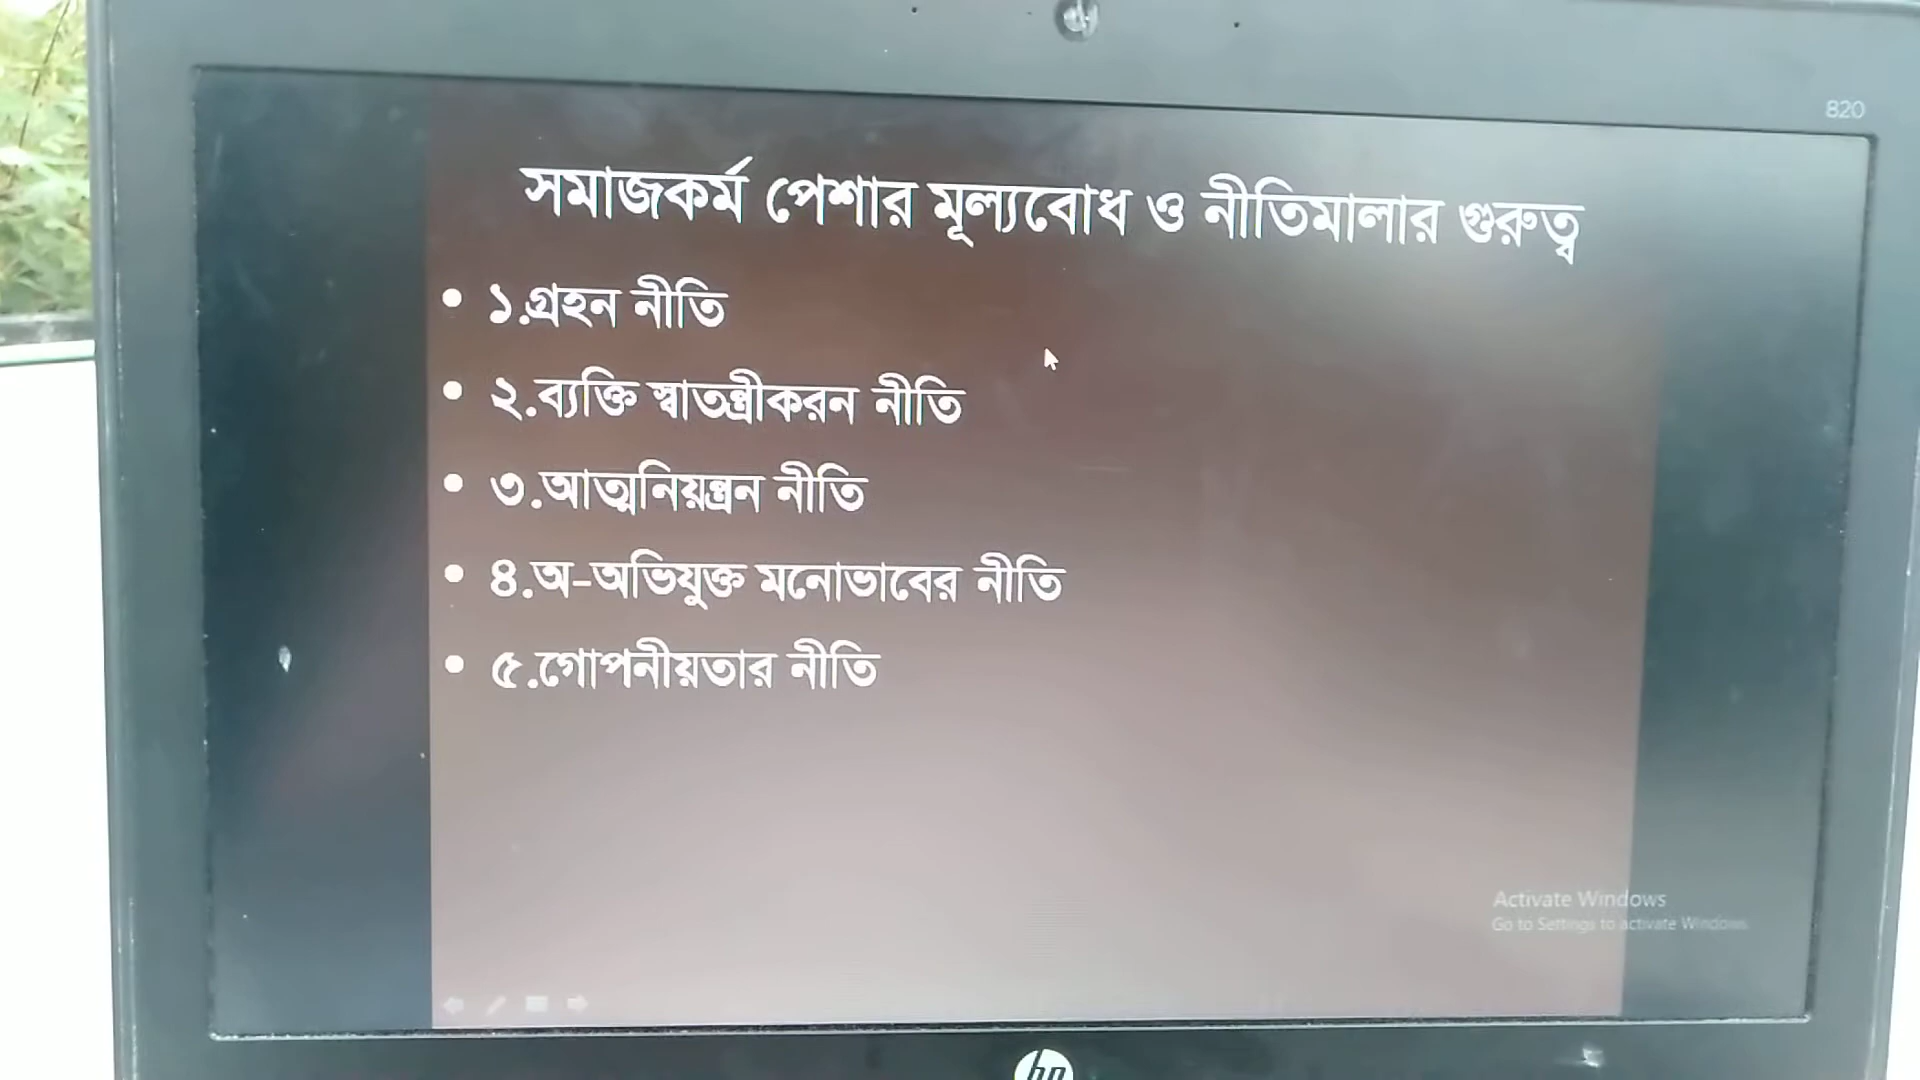 820
সমাজকর্ম পেশার মূল্যবোধ ও নীতিমালার গুরুত্ব
• ১.গ্রহন নীতি
• ২.ব্যক্তি স্বাতন্ত্রীকরন নীতি
• ৩.আত্মনিয়ন্ত্রন নীতি
• ৪.অ-অভিযুক্ত মনোভাবের নীতি
• ৫.গোপনীয়তার নীতি
Activate Windows
Go to Settings to activate Windows.
hp